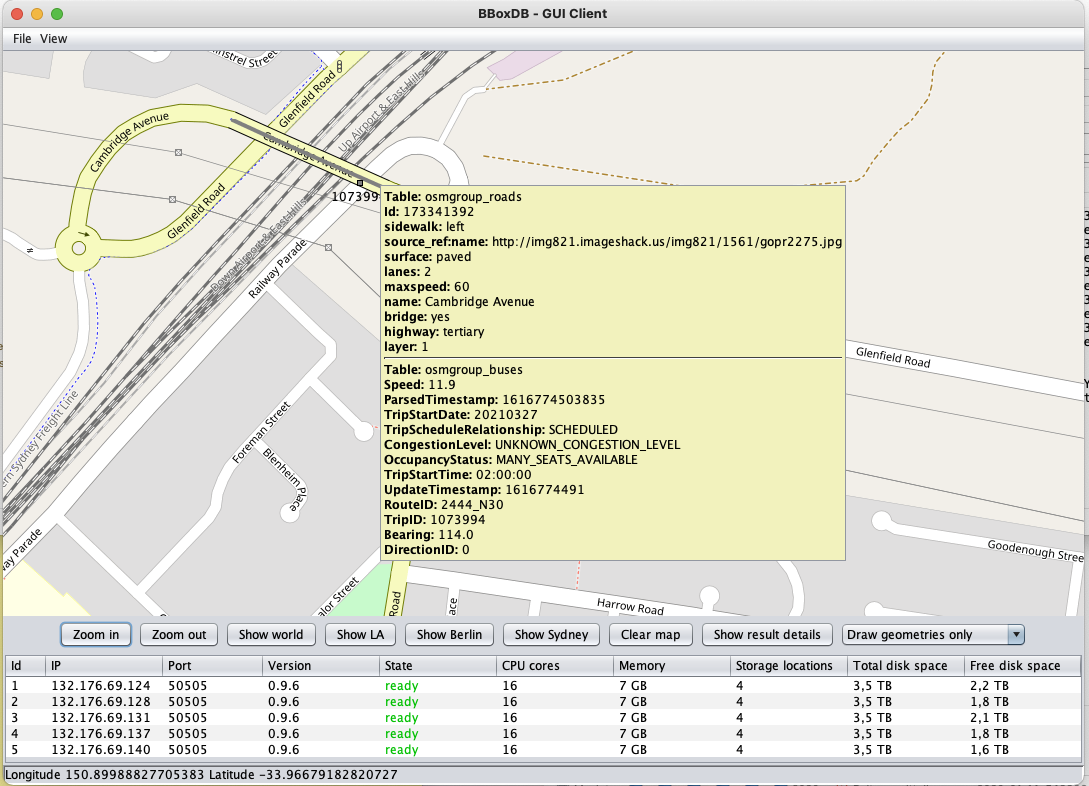 BBoxDB - GUI Client
File View
Glenfield Road
Cambridge Avenue
Up Airport & East Hills
Cambridge Avenue
Glenfield Road
Down Airport & East Hills
Railway Parade
107399
Table: osmgroup_roads
Id: 173341392
sidewalk: left
source_ref:name: http://img821.imageshack.us/img821/1561/gopr2275.jpg
surface: paved
lanes: 2
maxspeed: 60
name: Cambridge Avenue
bridge: yes
highway: tertiary
layer: 1
Table: osmgroup_buses
Speed: 11.9
ParsedTimestamp: 1616774503835
TripStartDate: 20210327
TripScheduleRelationship: SCHEDULED
CongestionLevel: UNKNOWN_CONGESTION_LEVEL
OccupancyStatus: MANY_SEATS_AVAILABLE
TripStartTime: 02:00:00
UpdateTimestamp: 1616774491
RouteID: 2444_N30
TripID: 1073994
Bearing: 114.0
DirectionID: 0
Glenfield Road
ern Sydney Freight Line
Foreman Street
Blenheim
Place
Goodenough Stree
way Parade
alor Street
Road
ace
Harrow Road
Zoom in Zoom out Show world Show LA Show Berlin Show Sydney Clear map Show result details Draw geometries only
Id IP Port Version State CPU cores Memory Storage locations Total disk space Free disk space
1 132.176.69.124 50505 0.9.6 ready 16 7 GB 4 3,5 TB 2,2 TB
2 132.176.69.128 50505 0.9.6 ready 16 7 GB 4 3,5 TB 1,8 TB
3 132.176.69.131 50505 0.9.6 ready 16 7 GB 4 3,5 TB 2,1 TB
4 132.176.69.137 50505 0.9.6 ready 16 7 GB 4 3,5 TB 1,8 TB
5 132.176.69.140 50505 0.9.6 ready 16 7 GB 4 3,5 TB 1,6 TB
Longitude 150.89988827705383 Latitude -33.96679182820727